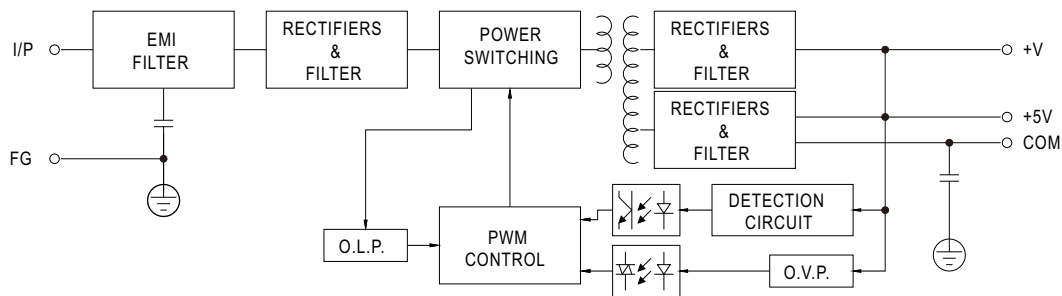 I/P
EMI
FILTER
RECTIFIERS
&
FILTER
POWER
SWITCHING
RECTIFIERS
&
FILTER
+V
RECTIFIERS
&
FILTER
+5V
COM
FG
O.L.P.
PWM
CONTROL
DETECTION
CIRCUIT
O.V.P.